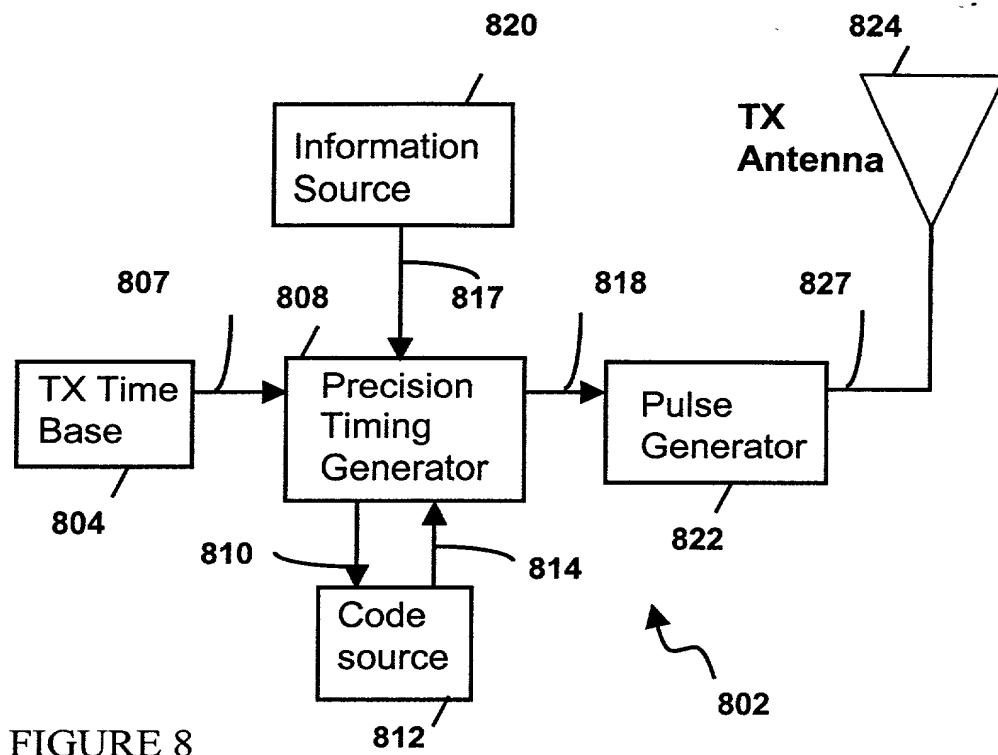 820
824
Information
Source
TX
Antenna
807
808
817
818
827
TX Time
Base
Precision
Timing
Generator
Pulse
Generator
804
810
814
822
Code
source
802
812
FIGURE 8